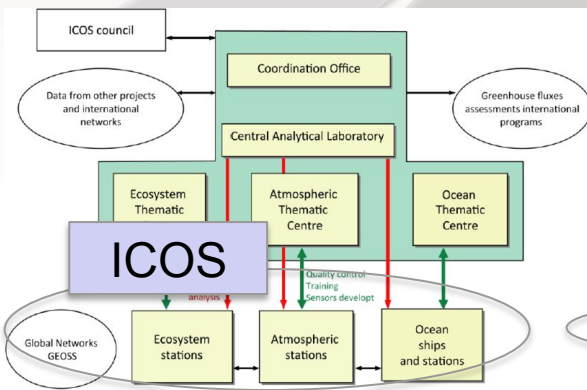 ICOS council
Coordination Office
Data from other projects
and international
networks
Greenhouse fluxes
assessments international
programs
Central Analytical Laboratory
Ecosystem
Thematic
Atmospheric
Thematic
Centre
Ocean
Thematic
Centre
ICOS
Quality control
Training
Sensors developt
analysis
Global Networks
GEOSS
Ecosystem
stations
Atmospheric
stations
Ocean
ships
and stations